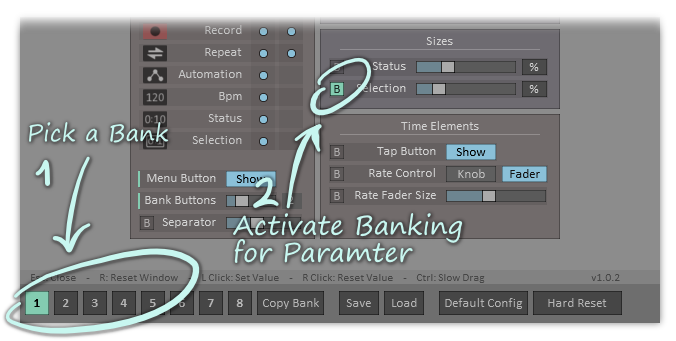 Record
Repeat
Automation
120 Bpm
0:10 Status
Selection
Menu Button Show
Bank Buttons
B Separator
Sizes
Status %
B Selection %
Time Elements
B Tap Button Show
B Rate Control Knob Fader
B Rate Fader Size
Pick a Bank
1
2
Activate Banking
for Paramter
Close - R: Reset Window - L Click: Set Value - R Click: Reset Value - Ctrl: Slow Drag v1.0.2
1 2 3 4 5 6 7 8 Copy Bank Save Load Default Config Hard Reset